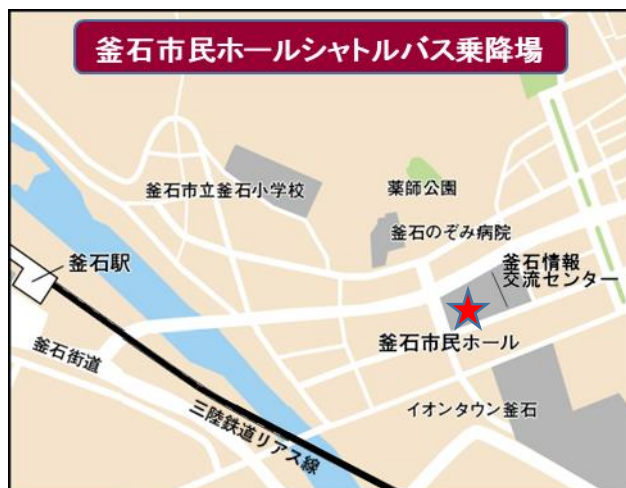 釜石市民ホールシャトルバス乗降場
釜石市立釜石小学校
薬師公園
釜石のぞみ病院
釜石駅
釜石情報
交流センター
釜石市民ホール
釜石街道
イオンタウン釜石
三陸鉄道リアス線